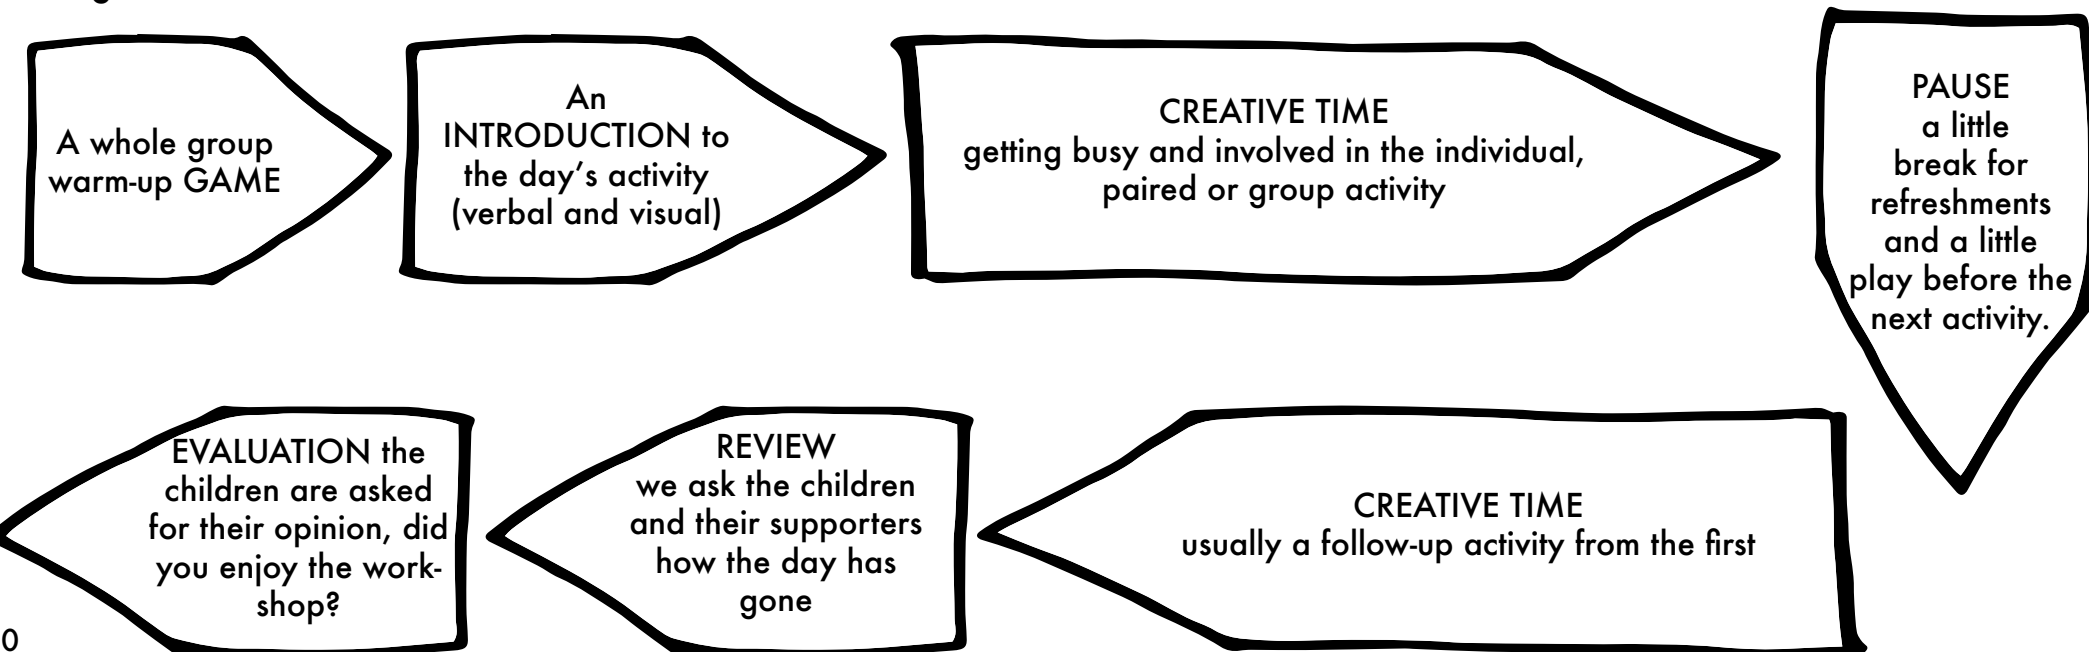 A whole group
warm-up GAME
An
INTRODUCTION to
the day's activity
(verbal and visual)
CREATIVE TIME
getting busy and involved in the individual,
paired or group activity
PAUSE
a little
break for
refreshments
and a little
play before the
next activity.
CREATIVE TIME
usually a follow-up activity from the first
REVIEW
we ask the children
and their supporters
how the day has
gone
EVALUATION the
children are asked
for their opinion, did
you enjoy the work-
shop?
0